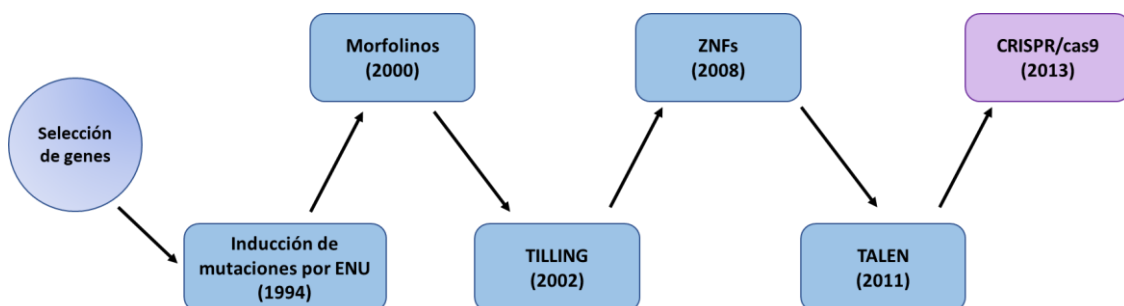 Selección
de genes
Inducción de
mutaciones por ENU
(1994)
Morfolinos
(2000)
TILLING
(2002)
ZNFs
(2008)
TALEN
(2011)
CRISPR/cas9
(2013)